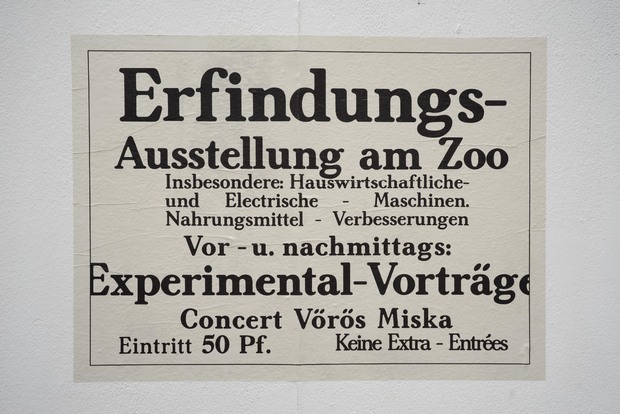 Erfindungs-
Ausstellung am Zoo
Insbesondere: Hauswirtschaftliche-
und Electrische - Maschinen.
Nahrungsmittel - Verbesserungen
Vor - u. nachmittags:
Experimental-Vorträge
Concert Vőrős Miska
Eintritt 50 Pf. Keine Extra - Entrées